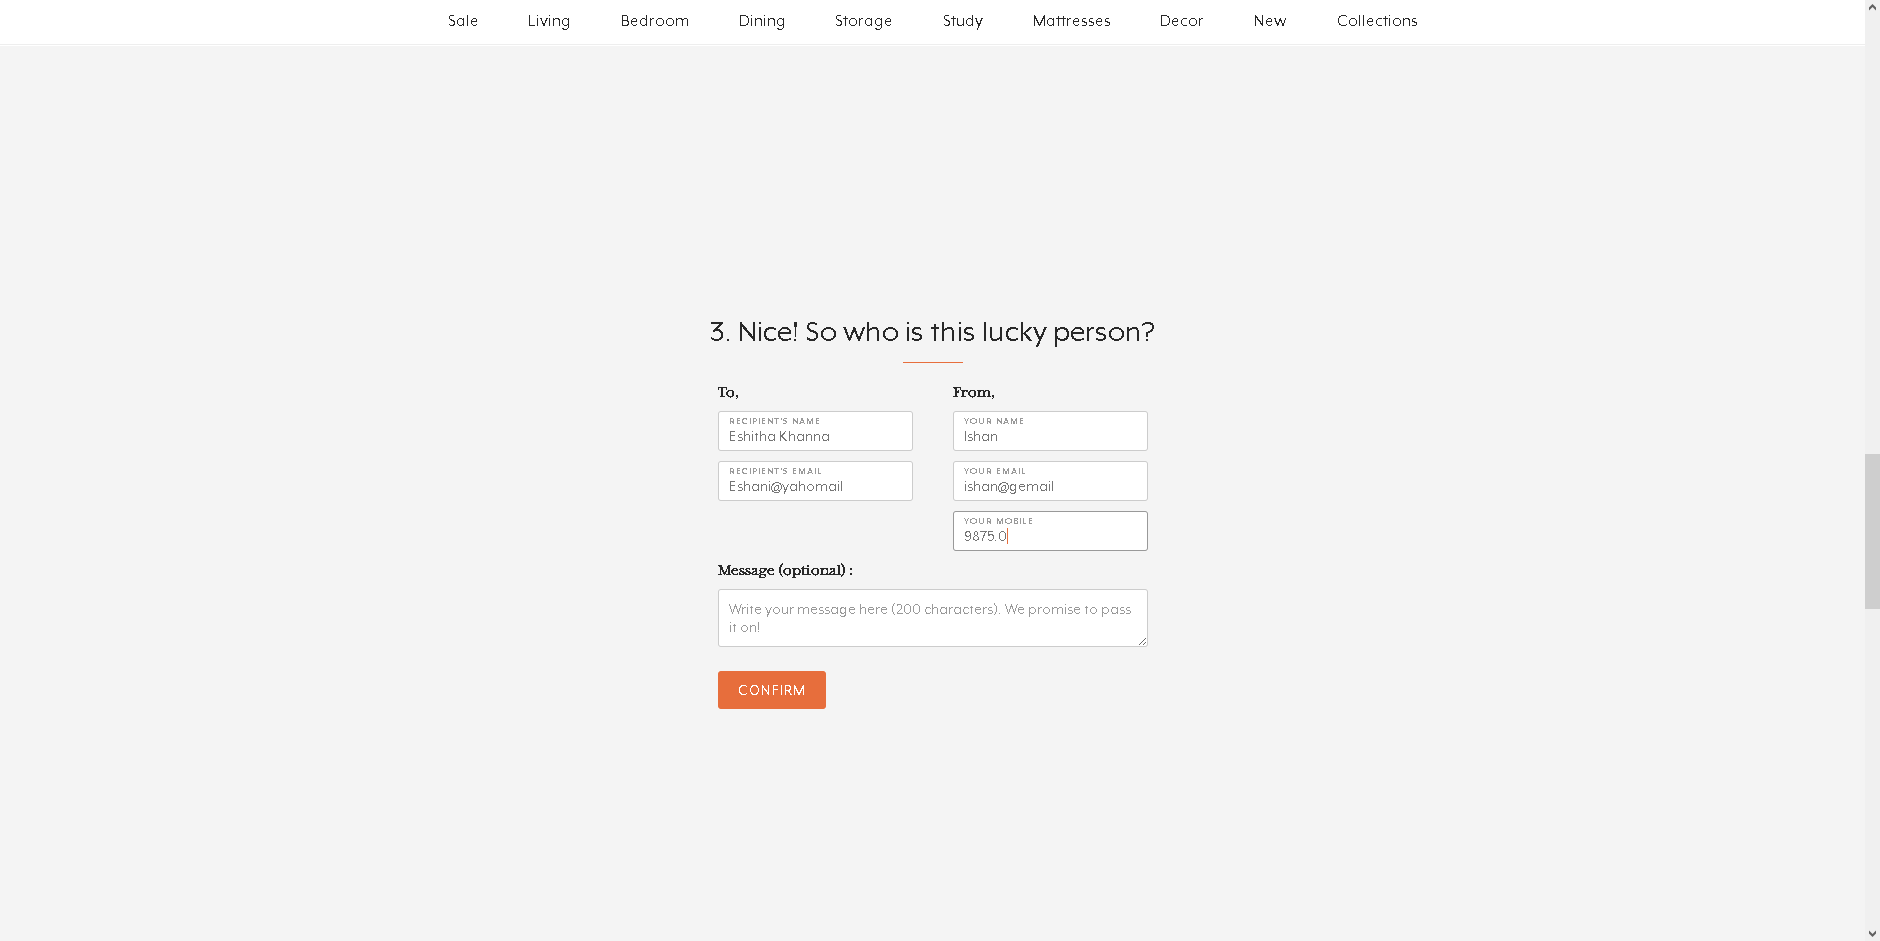 Sale Living Bedroom Dining Storage Study Mattresses Decor New Collections
3. Nice! So who is this lucky person?
To,
RECIPIENT'S NAME
Eshitha Khanna
RECIPIENT'S EMAIL
Eshani@yahomail
From,
YOUR NAME
Ishan
YOUR EMAIL
ishan@gemail
YOUR MOBILE
9875.0
Message (optional) :
Write your message here (200 characters). We promise to pass
it on!
CONFIRM